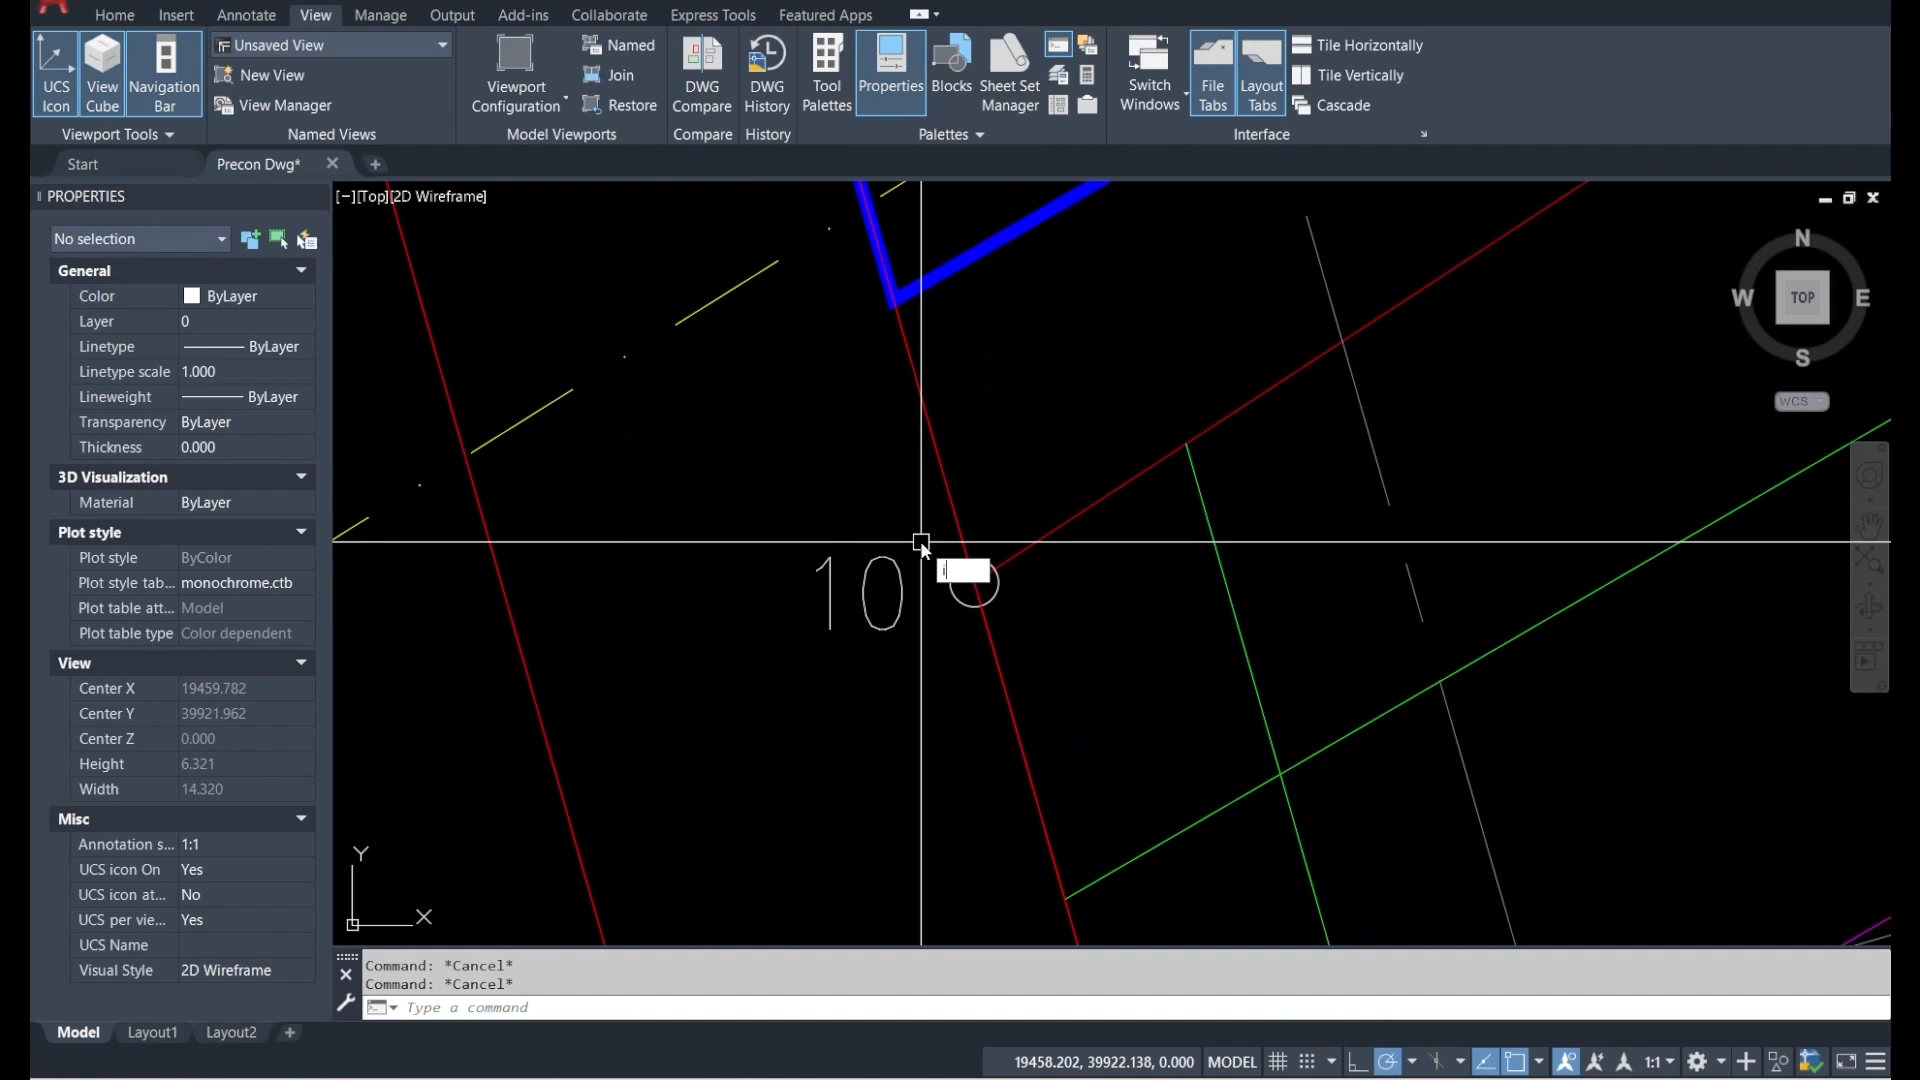 Home Insert Annotate View Manage Output Add-ins Collaborate Express Tools Featured Apps
UCS Icon
View Cube
Navigation Bar
Viewport Tools
Unsaved View
New View
View Manager
Named Views
Viewport Configuration
Named
Join
Restore
Model Viewports
DWG Compare
Compare
DWG History
History
Tool Palettes
Properties
Blocks
Sheet Set Manager
Palettes
Switch Windows
File Tabs
Layout Tabs
Tile Horizontally
Tile Vertically
Cascade
Interface
Start
Precon Dwg*
PROPERTIES
No selection
General
Color ByLayer
Layer 0
Linetype ByLayer
Linetype scale 1.000
Lineweight ByLayer
Transparency ByLayer
Thickness 0.000
3D Visualization
Material ByLayer
Plot style
Plot style ByColor
Plot style tab... monochrome.ctb
Plot table att... Model
Plot table type Color dependent
View
Center X 19459.782
Center Y 39921.962
Center Z 0.000
Height 6.321
Width 14.320
Misc
Annotation s... 1:1
UCS icon On Yes
UCS icon at... No
UCS per vie... Yes
UCS Name
Visual Style 2D Wireframe
[−][Top][2D Wireframe]
N
W TOP E
S
WCS
i
10
Y
X
Command: *Cancel*
Command: *Cancel*
Type a command
Model Layout1 Layout2
19458.202, 39922.138, 0.000 MODEL 1:1